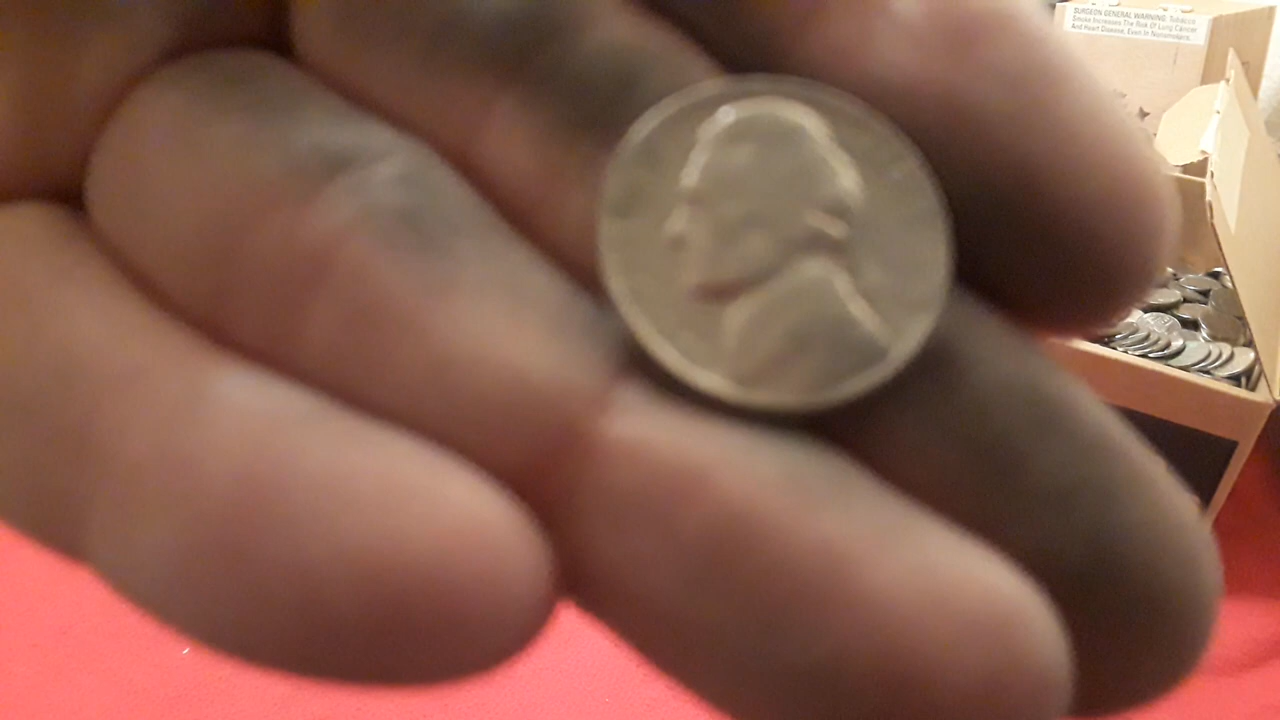 SURGEON GENERAL WARNING: Tobacco
Smoke Increases The Risk Of Lung Cancer
And Heart Disease, Even In Nonsmokers.